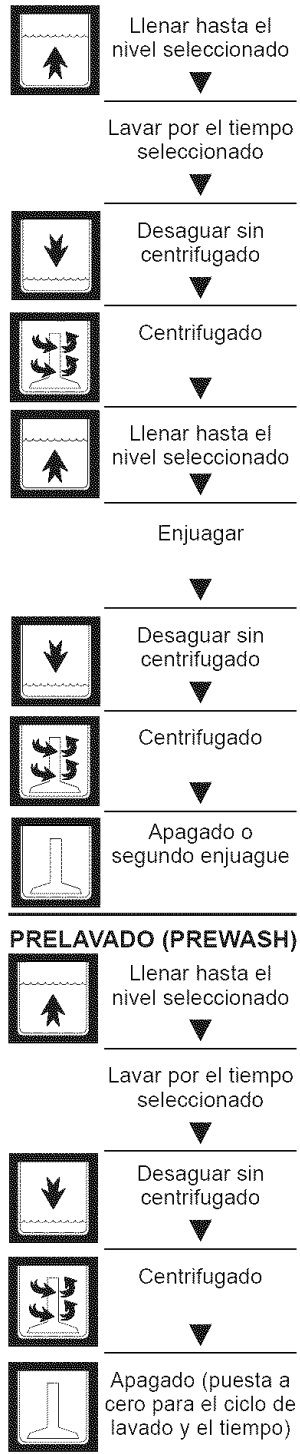 Llenar hasta el
nivel seleccionado
Lavar por el tiempo
seleccionado
Desaguar sin
centrifugado
Centrifugado
Llenar hasta el
nivel seleccionado
Enjuagar
Desaguar sin
centrifugado
Centrifugado
Apagado o
segundo enjuague
PRELAVADO (PREWASH)
Llenar hasta el
nivel seleccionado
Lavar por el tiempo
seleccionado
Desaguar sin
centrifugado
Centrifugado
Apagado (puesta a
cero para el ciclo de
lavado y el tiempo)